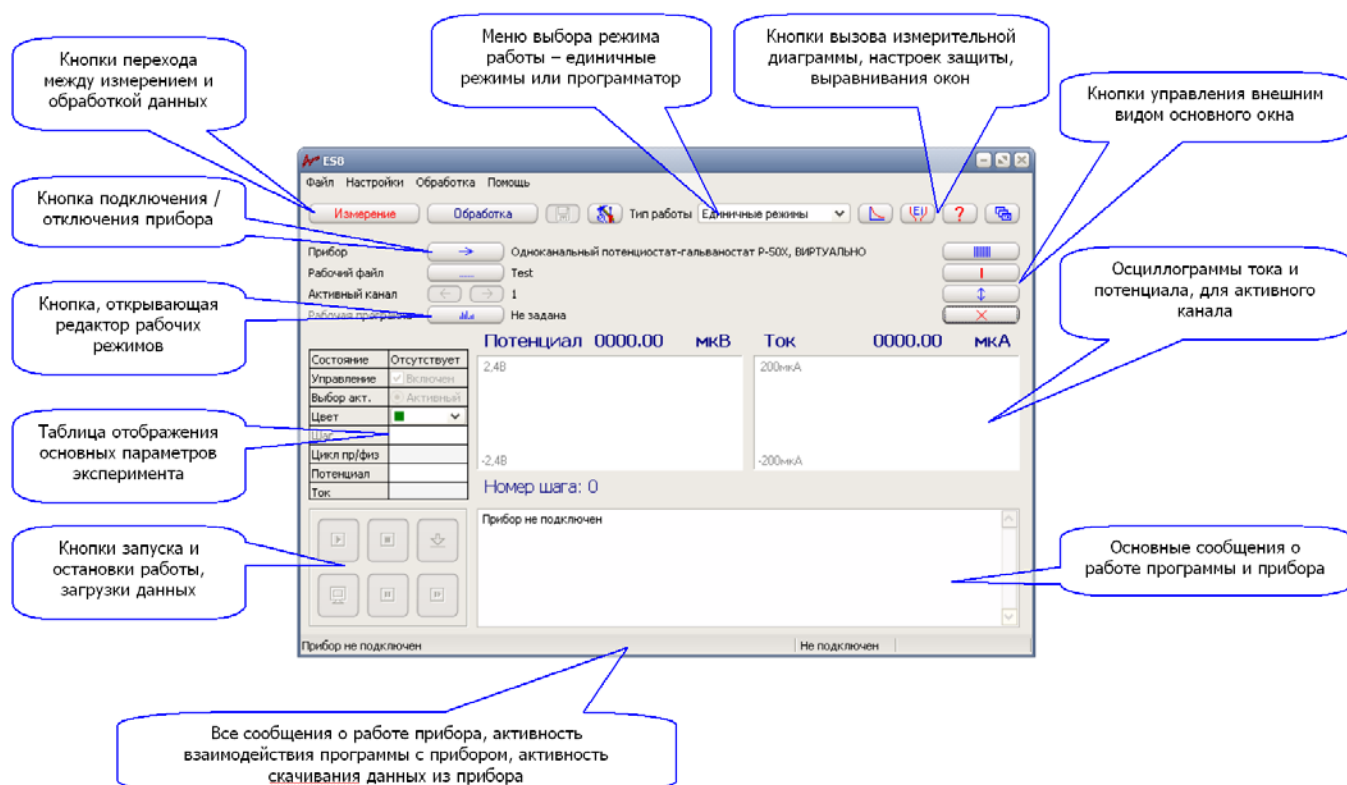 Кнопки перехода
между измерением и
обработкой данных
Меню выбора режима
работы – единичные
режимы или программатор
Кнопки вызова измерительной
диаграммы, настроек защиты,
выравнивания окон
Кнопки управления внешним
видом основного окна
Кнопка подключения /
отключения прибора
Кнопка, открывающая
редактор рабочих
режимов
Таблица отображения
основных параметров
эксперимента
Кнопки запуска и
остановки работы,
загрузки данных
ES8
Файл Настройки Обработка Помощь
Измерение Обработка Тип работы Единичные режимы
Прибор Одноканальный потенциостат-гальваностат P-50X, ВИРТУАЛЬНО
Рабочий файл ... Test
Активный канал 1
Рабочая программа Не задана
Потенциал 0000.00 мкВ Ток 0000.00 мкА
Состояние Отсутствует
Управление Включен
Выбор акт. Активный
Цвет
Шаг
Цикл пр/физ
Потенциал
Ток
2,4В
-2,4В
200мкА
-200мкА
Номер шага: 0
Прибор не подключен
Прибор не подключен Не подключен
Осциллограммы тока и
потенциала, для активного
канала
Основные сообщения о
работе программы и прибора
Все сообщения о работе прибора, активность
взаимодействия программы с прибором, активность
скачивания данных из прибора